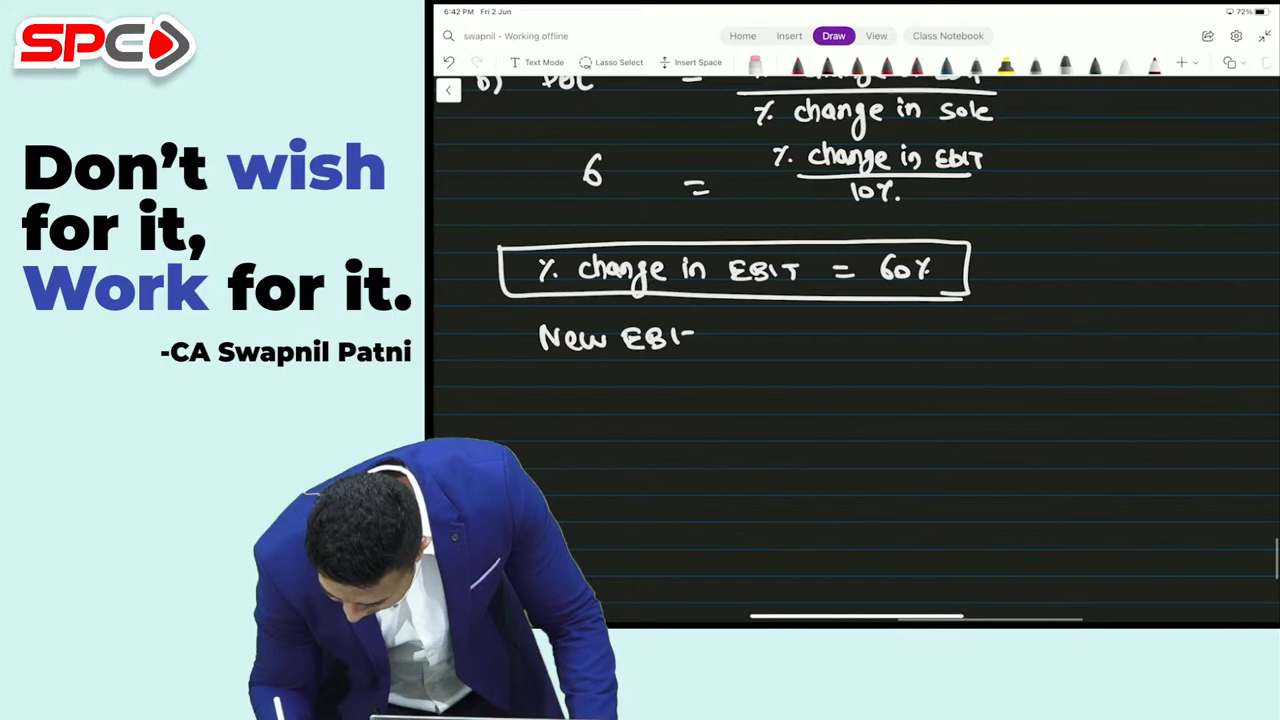 SPC
6:42 PM Fri 2 Jun
72%
swapnil - Working offline
Home Insert Draw View Class Notebook
Text Mode Lasso Select Insert Space
Don't wish
for it,
Work for it.
-CA Swapnil Patni
=
% change in sale
6 = % change in EBIT
10%.
% change in EBIT = 60%
New EBI